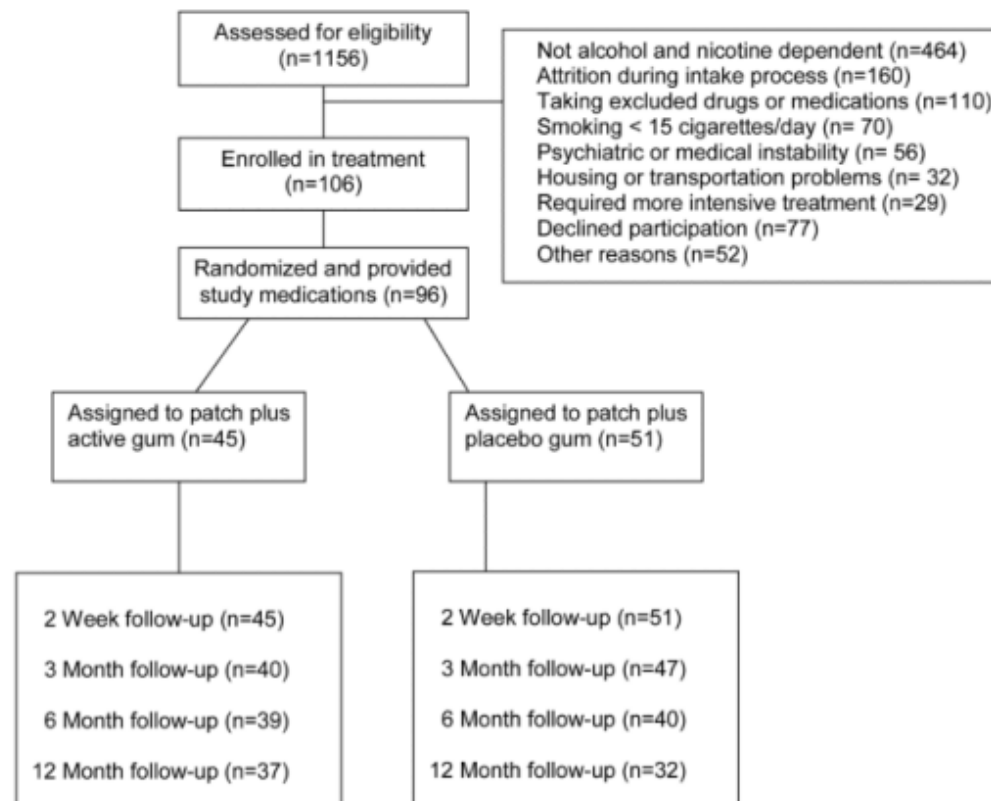 Assessed for eligibility
(n=1156)
Not alcohol and nicotine dependent (n=464)
Attrition during intake process (n=160)
Taking excluded drugs or medications (n=110)
Smoking < 15 cigarettes/day (n= 70)
Psychiatric or medical instability (n= 56)
Housing or transportation problems (n= 32)
Required more intensive treatment (n=29)
Declined participation (n=77)
Other reasons (n=52)
Enrolled in treatment
(n=106)
Randomized and provided
study medications (n=96)
Assigned to patch plus
active gum (n=45)
Assigned to patch plus
placebo gum (n=51)
2 Week follow-up (n=45)
3 Month follow-up (n=40)
6 Month follow-up (n=39)
12 Month follow-up (n=37)
2 Week follow-up (n=51)
3 Month follow-up (n=47)
6 Month follow-up (n=40)
12 Month follow-up (n=32)